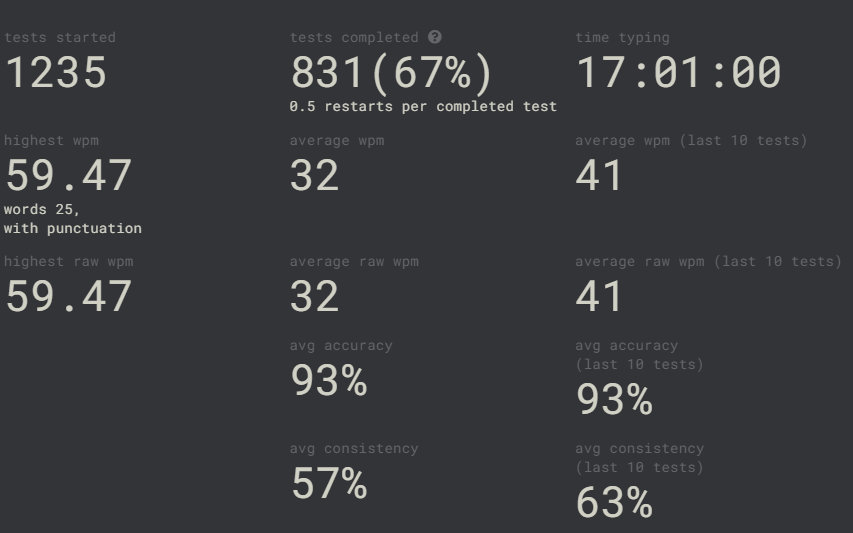 tests started
1235
tests completed ?
831(67%)
0.5 restarts per completed test
time typing
17:01:00
highest wpm
59.47
words 25,
with punctuation
average wpm
32
average wpm (last 10 tests)
41
highest raw wpm
59.47
average raw wpm
32
average raw wpm (last 10 tests)
41
avg accuracy
93%
avg accuracy
(last 10 tests)
93%
avg consistency
57%
avg consistency
(last 10 tests)
63%